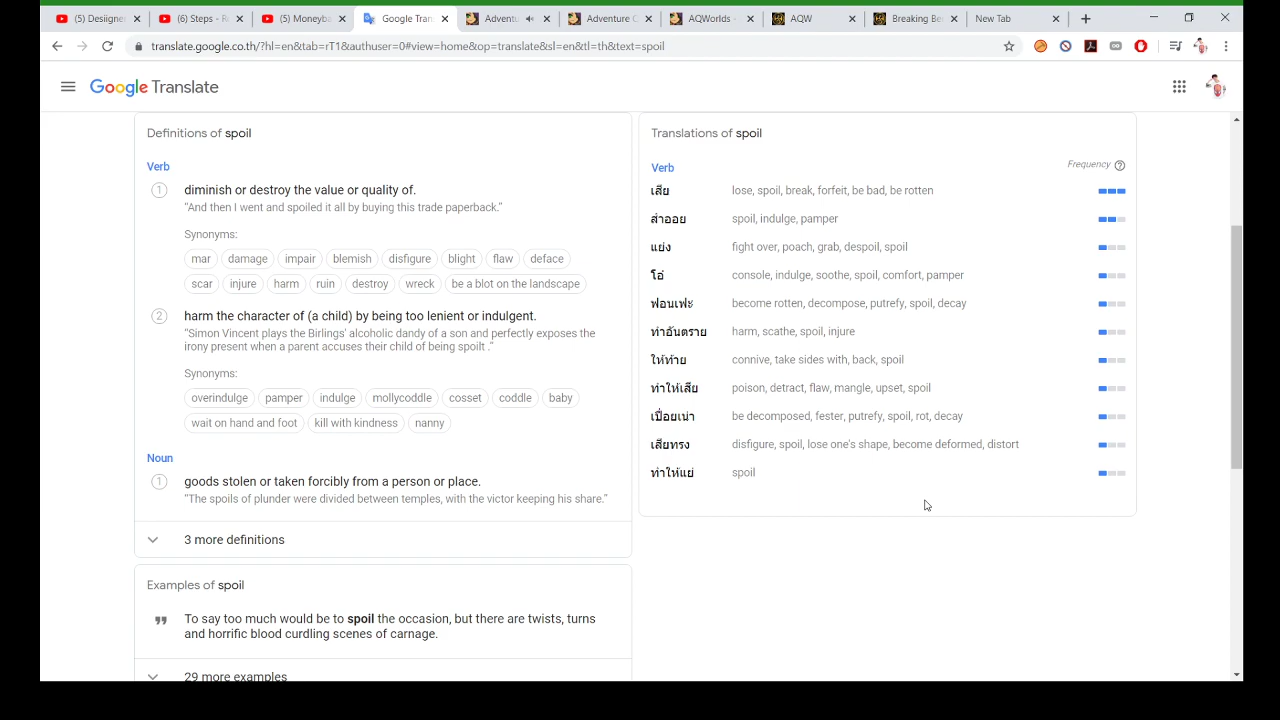 (5) Desiigner
(6) Steps - R
(5) Moneyba
Google Tran
Adventu
Adventure C
AQWorlds -
AQW
Breaking Be
New Tab
translate.google.co.th/?hl=en&tab=rT1&authuser=0#view=home&op=translate&sl=en&tl=th&text=spoil
Google Translate
Definitions of spoil
Verb
1 diminish or destroy the value or quality of.
"And then I went and spoiled it all by buying this trade paperback."
Synonyms:
mar damage impair blemish disfigure blight flaw deface
scar injure harm ruin destroy wreck be a blot on the landscape
2 harm the character of (a child) by being too lenient or indulgent.
"Simon Vincent plays the Birlings' alcoholic dandy of a son and perfectly exposes the
irony present when a parent accuses their child of being spoilt ."
Synonyms:
overindulge pamper indulge mollycoddle cosset coddle baby
wait on hand and foot kill with kindness nanny
Noun
1 goods stolen or taken forcibly from a person or place.
"The spoils of plunder were divided between temples, with the victor keeping his share."
3 more definitions
Examples of spoil
To say too much would be to spoil the occasion, but there are twists, turns
and horrific blood curdling scenes of carnage.
29 more examples
Translations of spoil
Verb Frequency
เสีย lose, spoil, break, forfeit, be bad, be rotten
สำออย spoil, indulge, pamper
แย่ง fight over, poach, grab, despoil, spoil
โอ๋ console, indulge, soothe, spoil, comfort, pamper
ฟอนเฟะ become rotten, decompose, putrefy, spoil, decay
ทำอันตราย harm, scathe, spoil, injure
ให้ท้าย connive, take sides with, back, spoil
ทำให้เสีย poison, detract, flaw, mangle, upset, spoil
เปื่อยเน่า be decomposed, fester, putrefy, spoil, rot, decay
เสียทรง disfigure, spoil, lose one's shape, become deformed, distort
ทำให้แย่ spoil